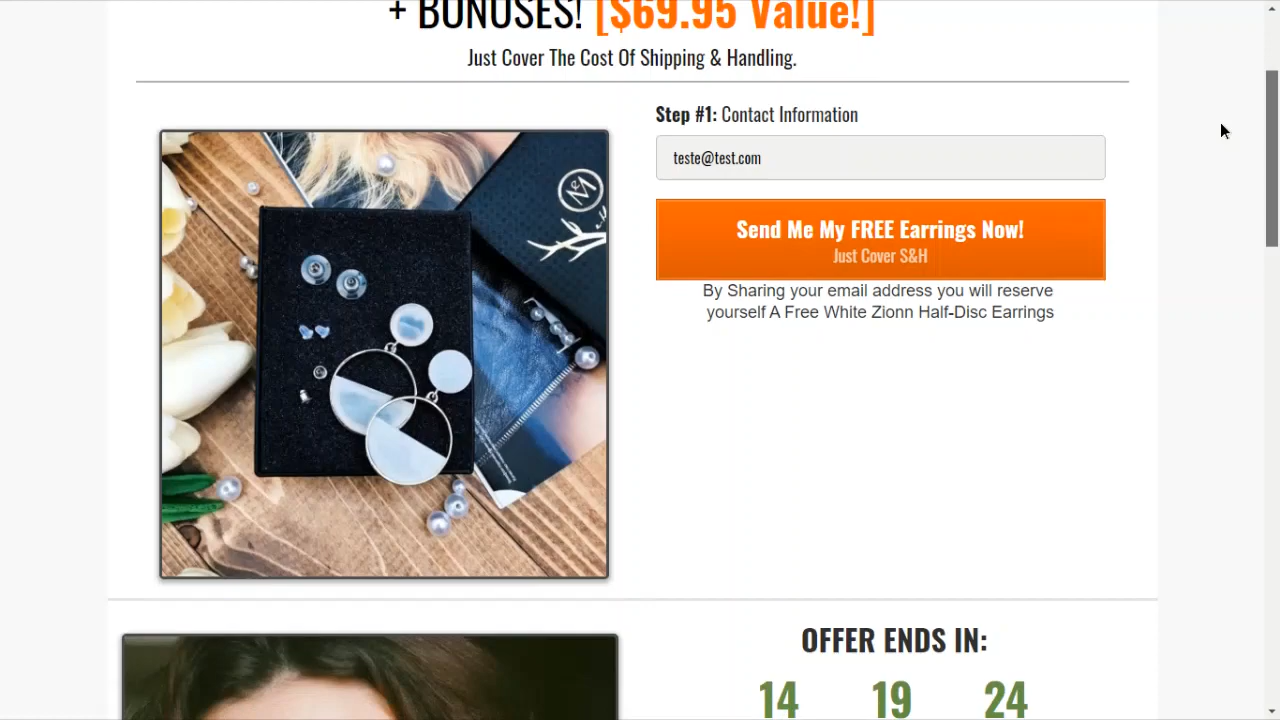 + BONUSES! [$69.95 Value!]
Just Cover The Cost Of Shipping & Handling.
Step #1: Contact Information
teste@test.com
Send Me My FREE Earrings Now!
Just Cover S&H
By Sharing your email address you will reserve
yourself A Free White Zionn Half-Disc Earrings
OFFER ENDS IN:
14 19 24